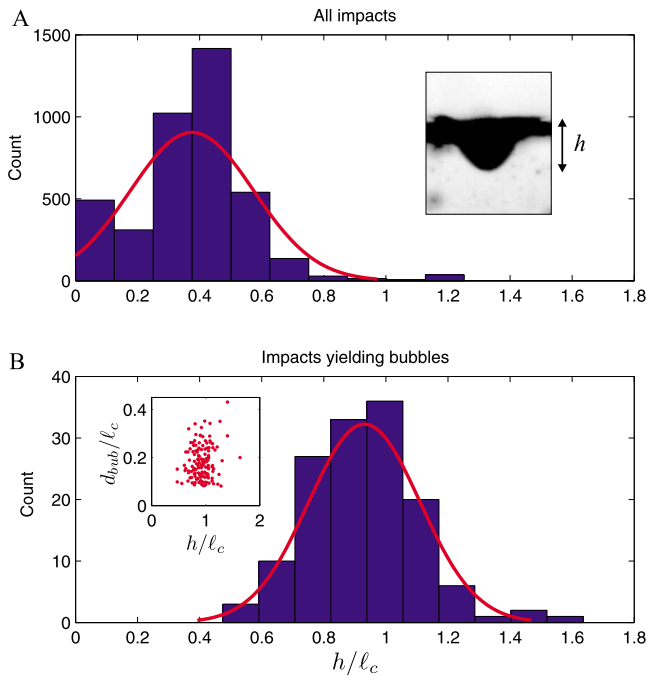 A
All impacts
1500
1000
500
0
Count
h
0 0.2 0.4 0.6 0.8 1 1.2 1.4 1.6 1.8
B
Impacts yielding bubbles
40
30
20
10
0
Count
0.4
0.2
0
d_bub/ℓ_c
0 1 2
h/ℓ_c
0 0.2 0.4 0.6 0.8 1 1.2 1.4 1.6 1.8
h/ℓ_c